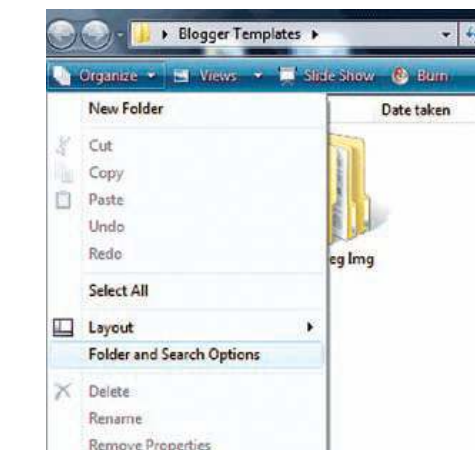 Blogger Templates
Organize Views Slide Show Burn
New Folder
Date taken
Cut
Copy
Paste
Undo
Redo
eg Img
Select All
Layout
Folder and Search Options
Delete
Rename
Remove Properties